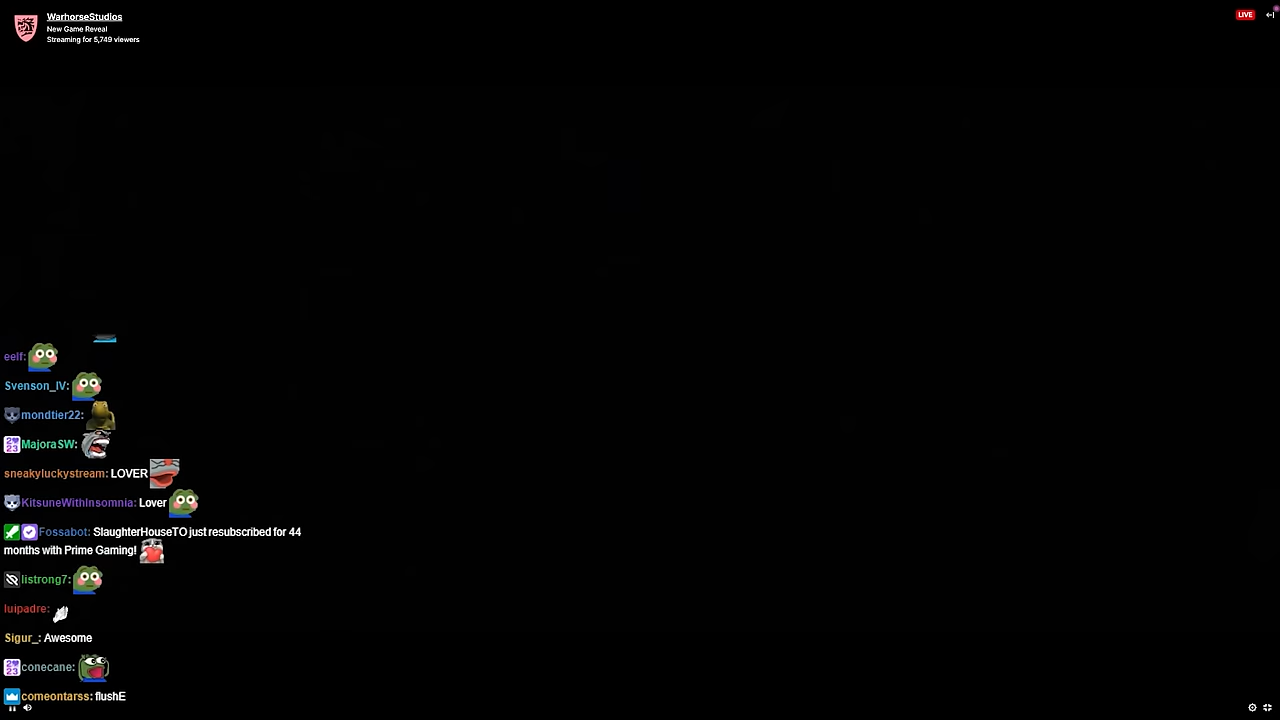 WarhorseStudios
New Game Reveal
Streaming for 5,749 viewers
LIVE
eelf:
Svenson_IV:
mondtier22:
MajoraSW:
sneakyluckystream: LOVER
KitsuneWithInsomnia: Lover
Fossabot: SlaughterHouseTO just resubscribed for 44
months with Prime Gaming!
listrong7:
luipadre:
Sigur_: Awesome
conecane:
comeontarss: flushE